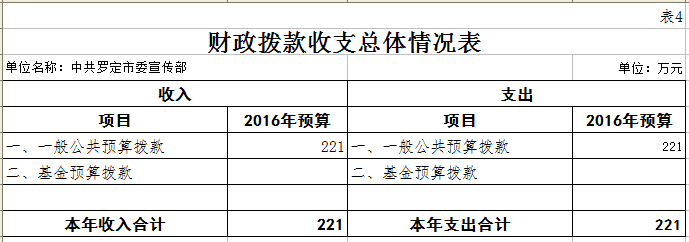 表4
财政拨款收支总体情况表
单位名称：中共罗定市委宣传部 单位：万元
收入 支出
项目 2016年预算 项目 2016年预算
一、一般公共预算拨款 221 一、一般公共预算拨款 221
二、基金预算拨款 二、基金预算拨款
本年收入合计 221 本年支出合计 221